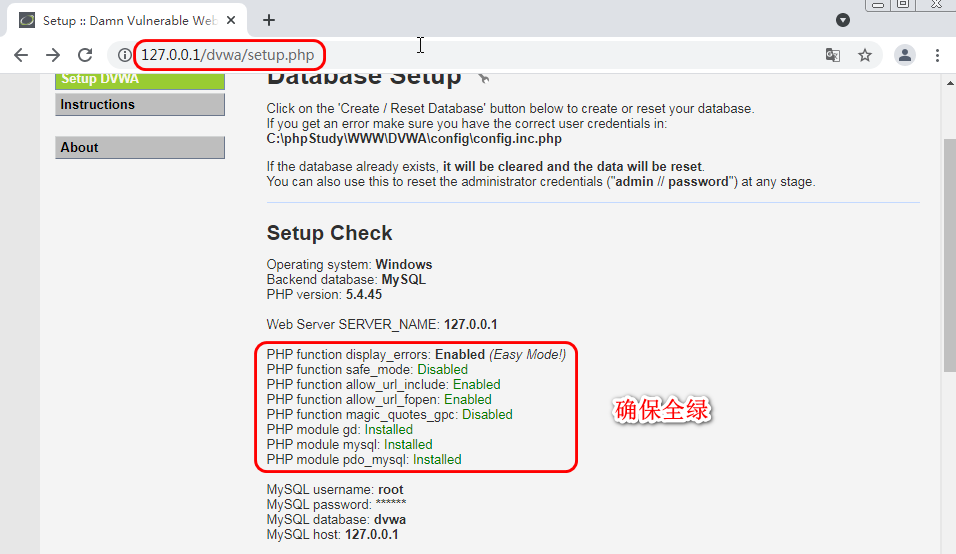 Setup :: Damn Vulnerable Web
127.0.0.1/dvwa/setup.php
Setup DVWA
Instructions
About
Database Setup
Click on the 'Create / Reset Database' button below to create or reset your database.
If you get an error make sure you have the correct user credentials in:
C:\phpStudy\WWW\DVWA\config\config.inc.php
If the database already exists, it will be cleared and the data will be reset.
You can also use this to reset the administrator credentials ("admin // password") at any stage.
Setup Check
Operating system: Windows
Backend database: MySQL
PHP version: 5.4.45
Web Server SERVER_NAME: 127.0.0.1
PHP function display_errors: Enabled (Easy Mode!)
PHP function safe_mode: Disabled
PHP function allow_url_include: Enabled
PHP function allow_url_fopen: Enabled
PHP function magic_quotes_gpc: Disabled
PHP module gd: Installed
PHP module mysql: Installed
PHP module pdo_mysql: Installed
确保全绿
MySQL username: root
MySQL password: ******
MySQL database: dvwa
MySQL host: 127.0.0.1